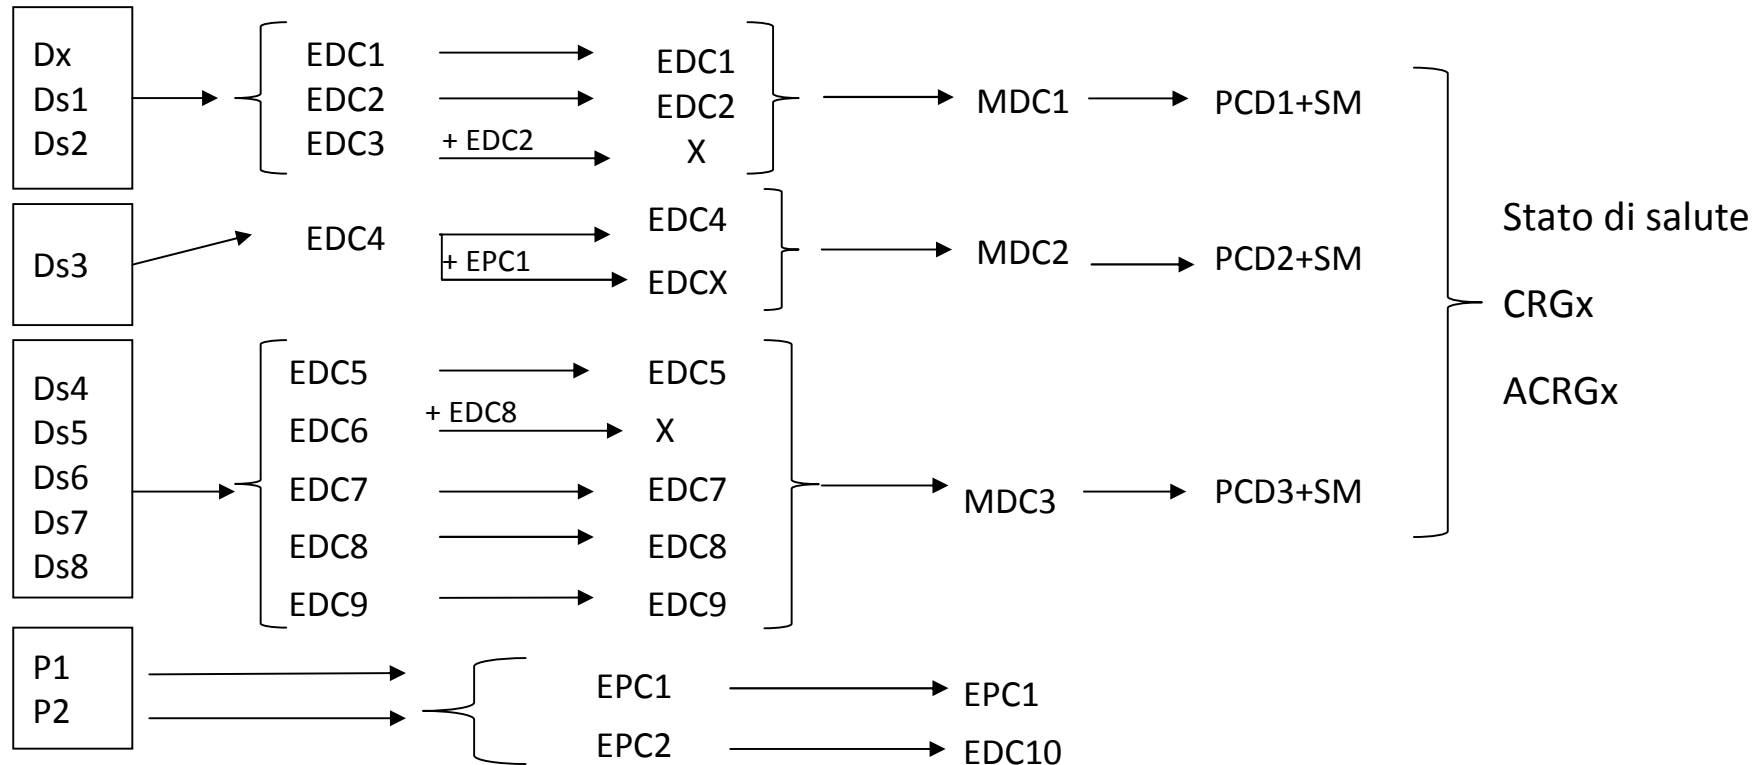 Dx
Ds1
Ds2
EDC1
EDC2
EDC3
+ EDC2
EDC1
EDC2
X
MDC1
PCD1+SM
Ds3
EDC4
+ EPC1
EDC4
EDCX
MDC2
PCD2+SM
Ds4
Ds5
Ds6
Ds7
Ds8
EDC5
EDC6
EDC7
EDC8
EDC9
+ EDC8
EDC5
X
EDC7
EDC8
EDC9
MDC3
PCD3+SM
Stato di salute
CRGx
ACRGx
P1
P2
EPC1
EPC2
EPC1
EDC10